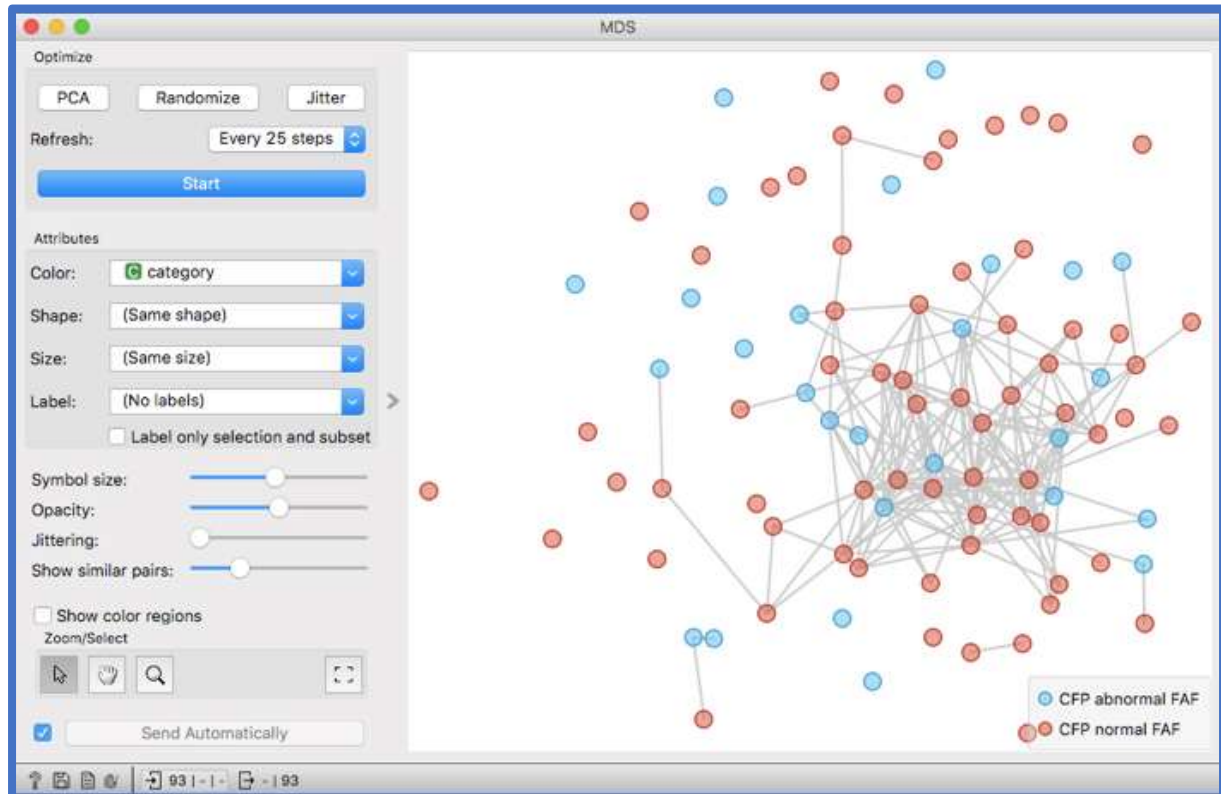 MDS
Optimize
PCA Randomize Jitter
Refresh: Every 25 steps
Start
Attributes
Color: C category
Shape: (Same shape)
Size: (Same size)
Label: (No labels)
Label only selection and subset
Symbol size:
Opacity:
Jittering:
Show similar pairs:
Show color regions
Zoom/Select
Send Automatically
CFP abnormal FAF
CFP normal FAF
? 93 | - | - - | 93